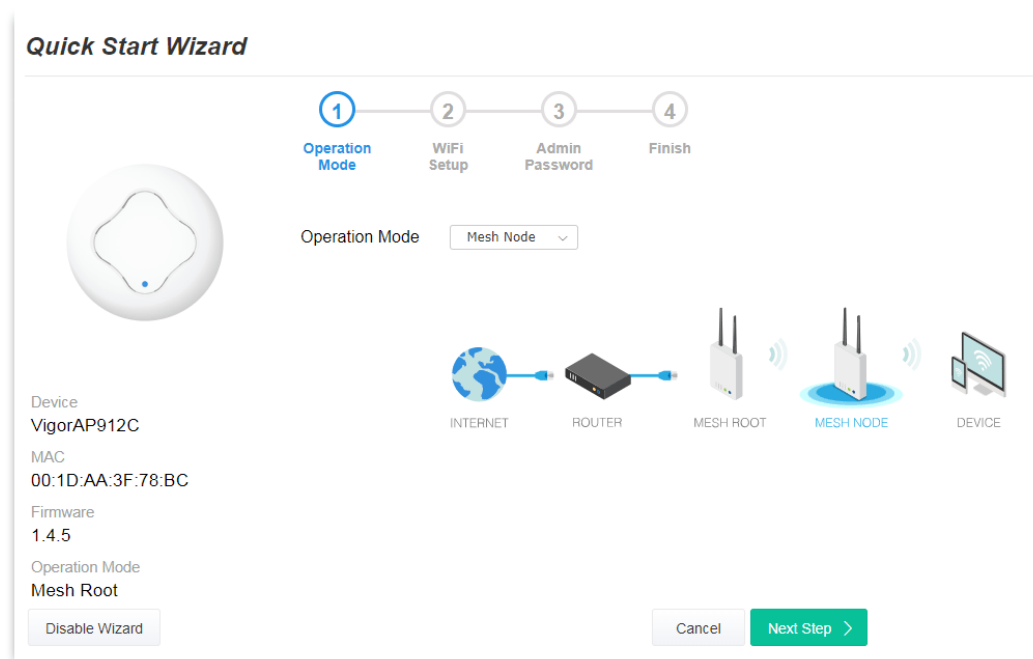 Quick Start Wizard
1
2
3
4
Operation
Mode
WiFi
Setup
Admin
Password
Finish
Operation Mode
Mesh Node
INTERNET
ROUTER
MESH ROOT
MESH NODE
DEVICE
Device
VigorAP912C
MAC
00:1D:AA:3F:78:BC
Firmware
1.4.5
Operation Mode
Mesh Root
Disable Wizard
Cancel
Next Step